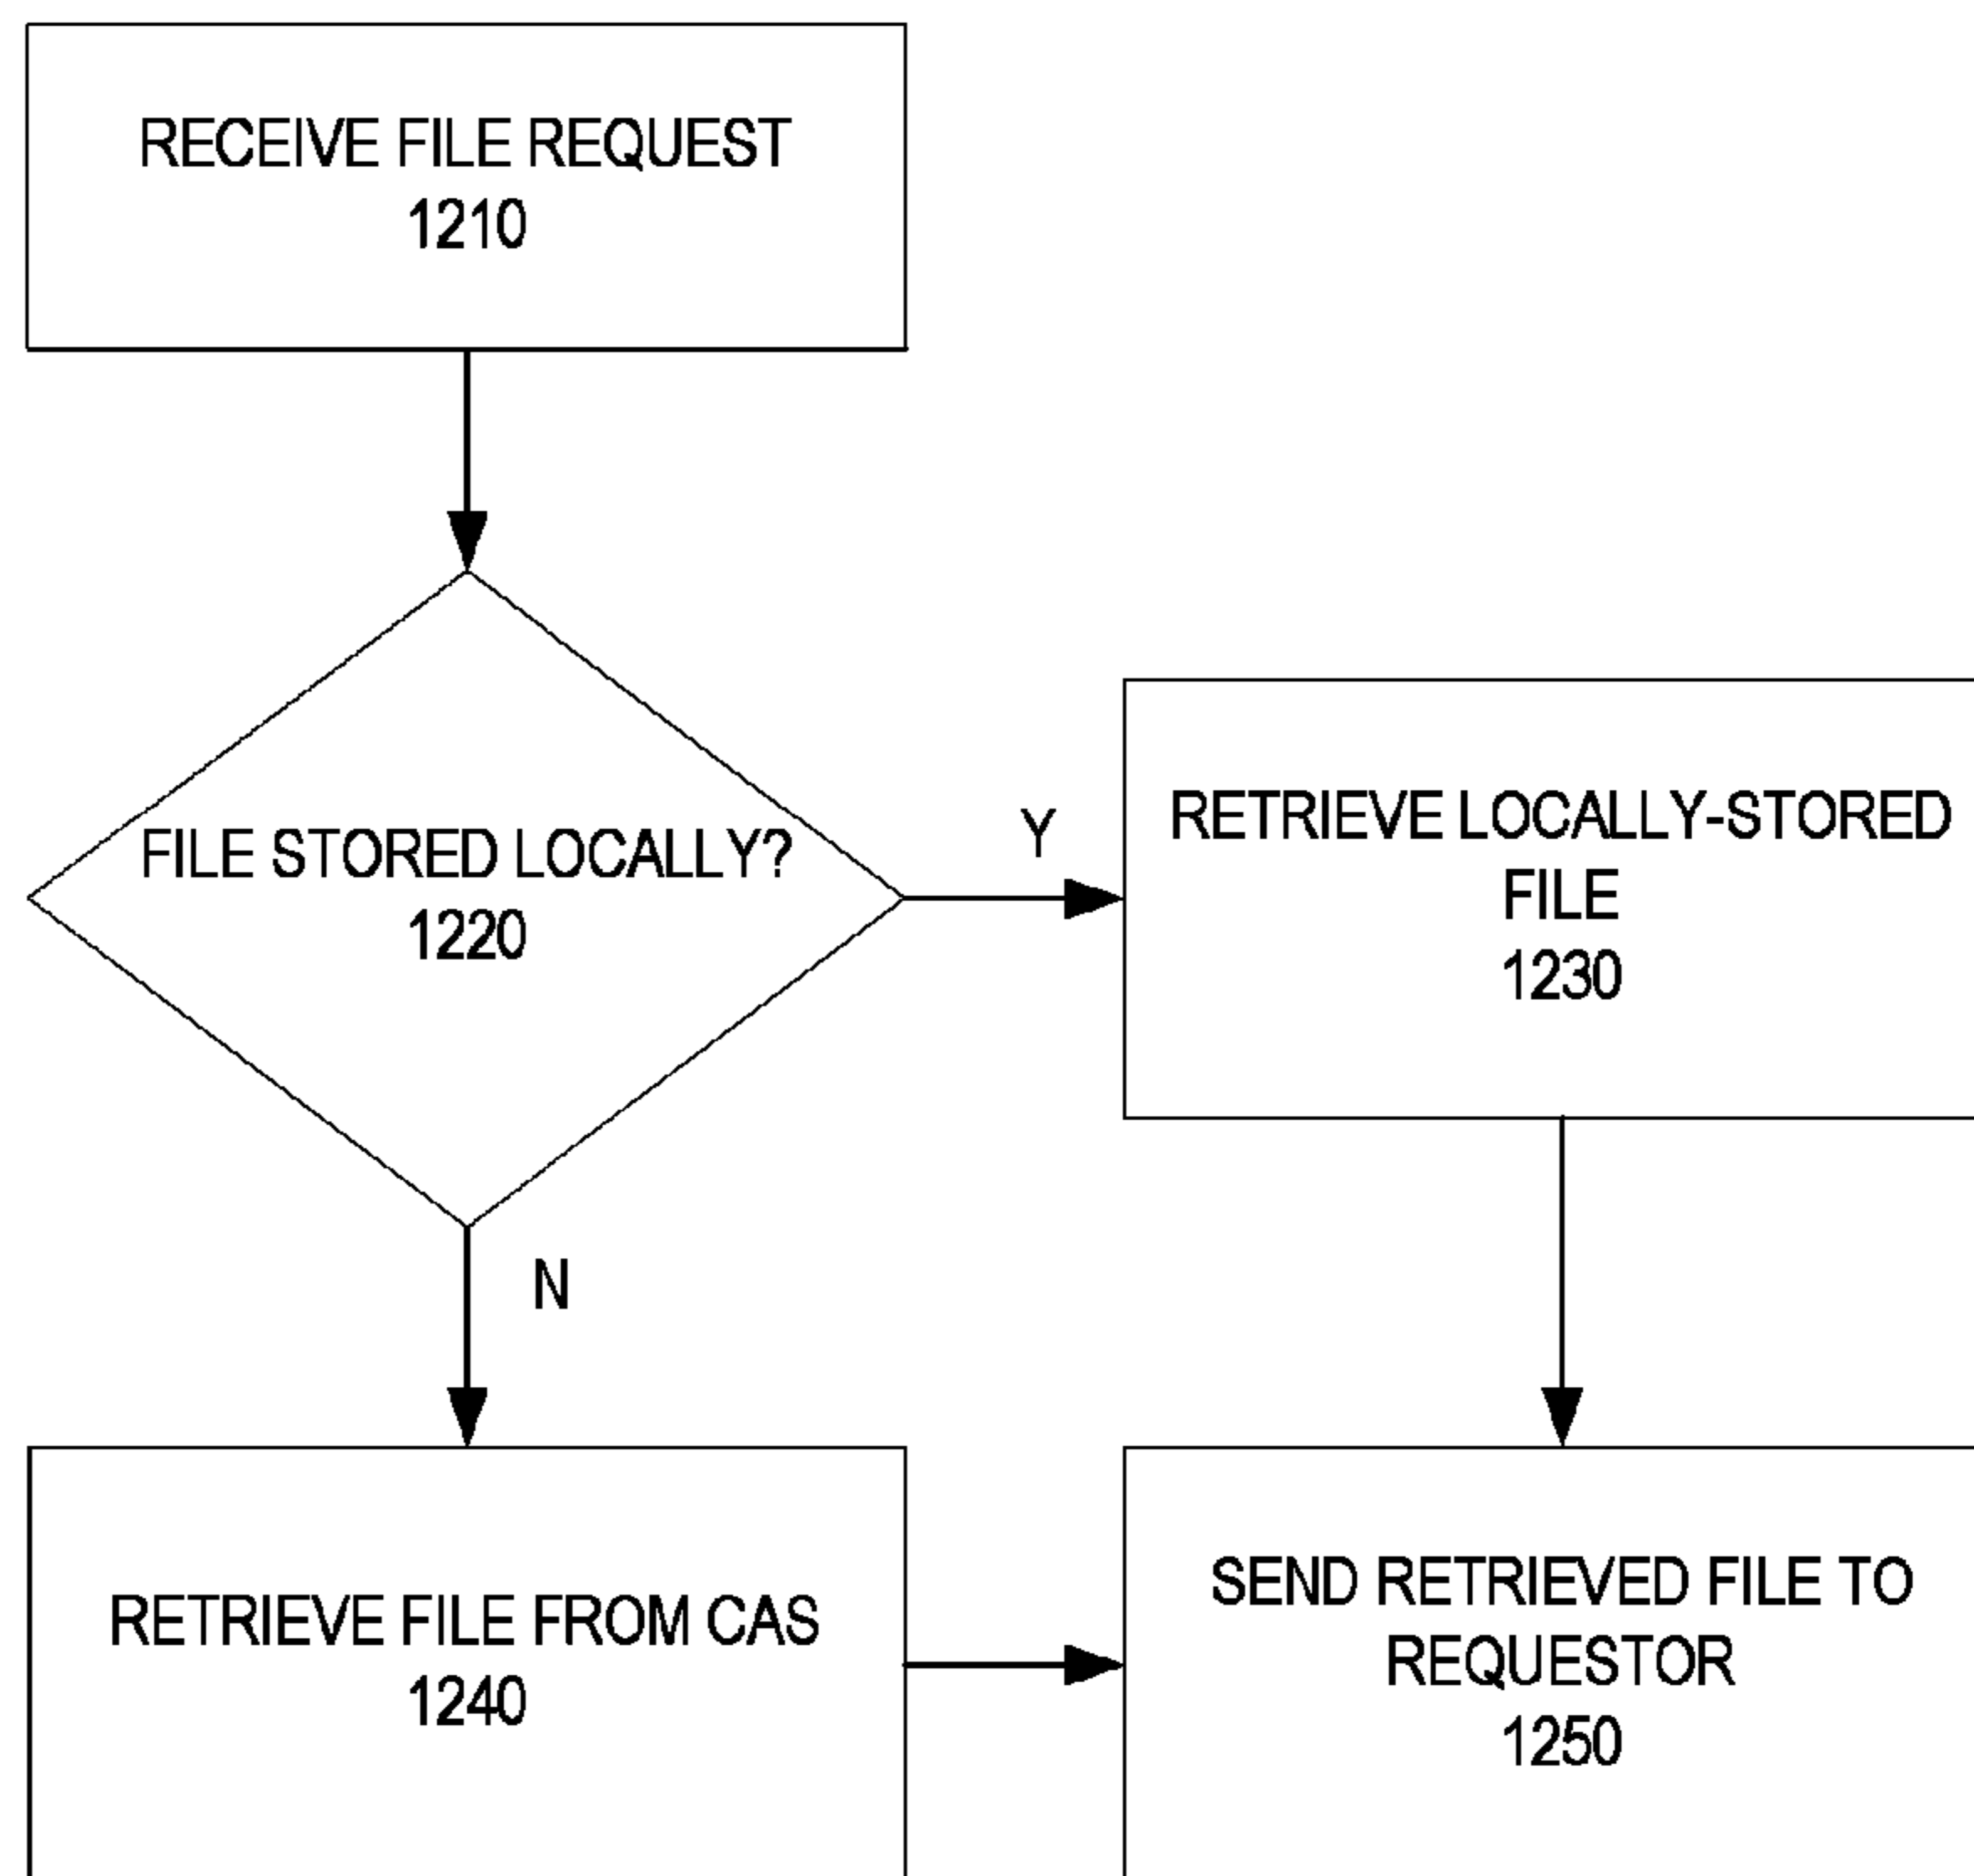 RECEIVE FILE REQUEST
1210
FILE STORED LOCALLY?
1220
Y
RETRIEVE LOCALLY-STORED
FILE
1230
N
RETRIEVE FILE FROM CAS
1240
SEND RETRIEVED FILE TO
REQUESTOR
1250